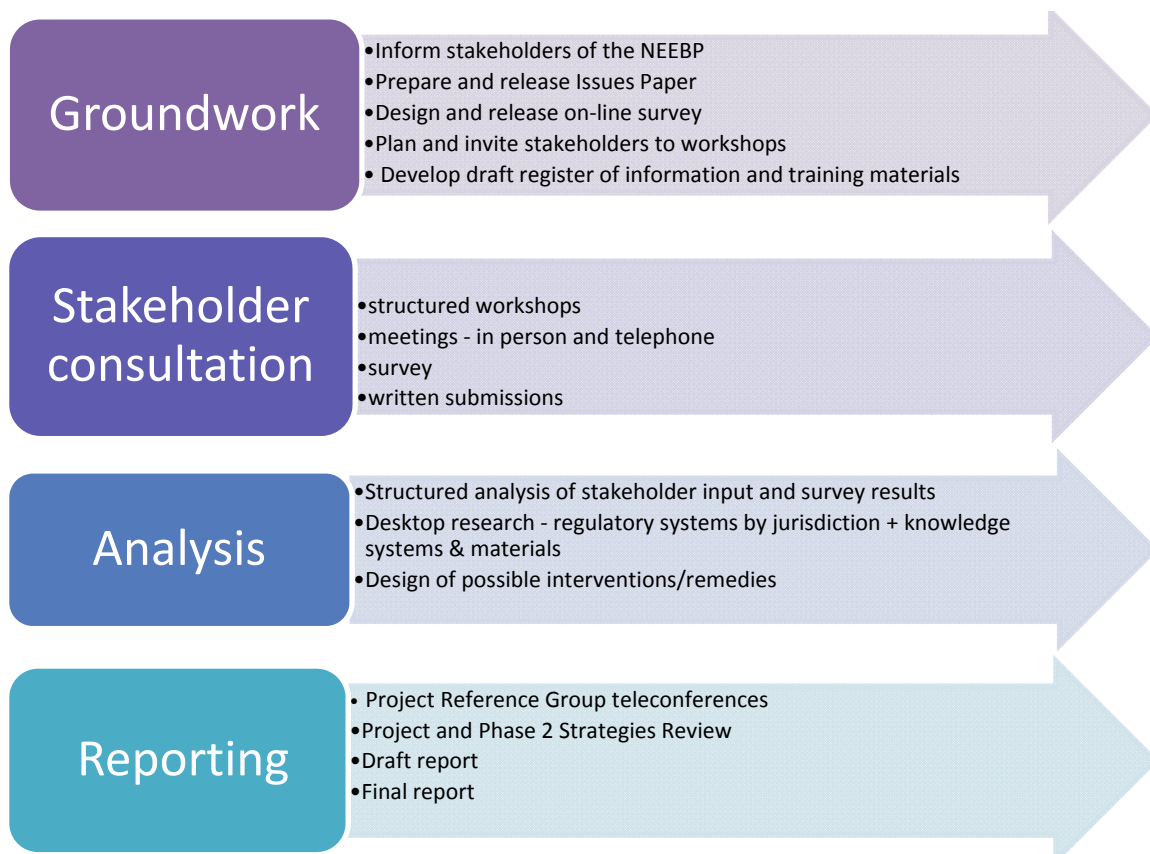 Groundwork
•Inform stakeholders of the NEEBP
•Prepare and release Issues Paper
•Design and release on-line survey
•Plan and invite stakeholders to workshops
• Develop draft register of information and training materials
Stakeholder
consultation
•structured workshops
•meetings - in person and telephone
•survey
•written submissions
Analysis
•Structured analysis of stakeholder input and survey results
•Desktop research - regulatory systems by jurisdiction + knowledge
systems & materials
•Design of possible interventions/remedies
Reporting
• Project Reference Group teleconferences
•Project and Phase 2 Strategies Review
•Draft report
•Final report